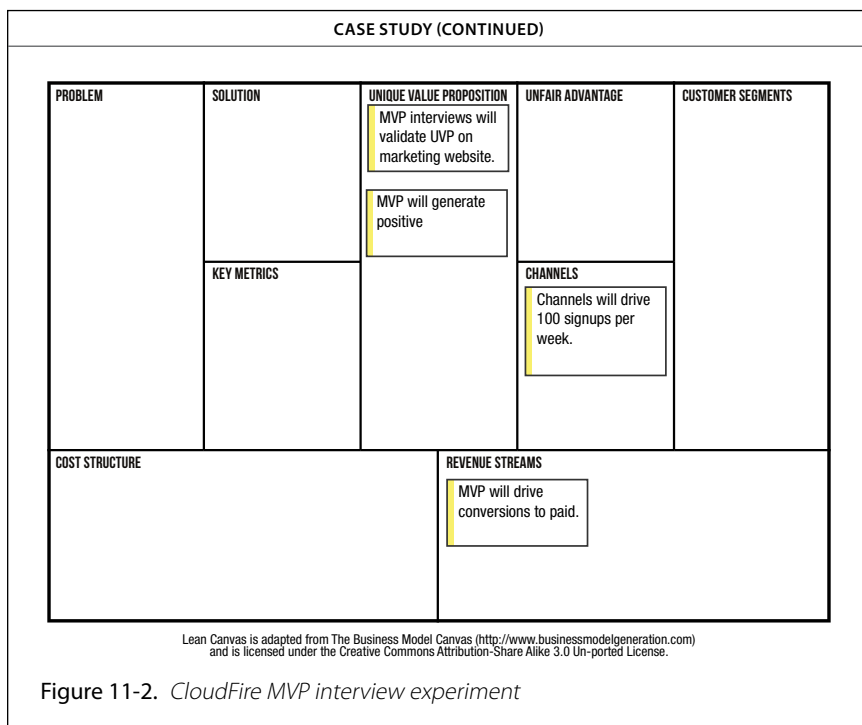 CASE STUDY (CONTINUED)
PROBLEM
SOLUTION
UNIQUE VALUE PROPOSITION
MVP interviews will
validate UVP on
marketing website.
MVP will generate
positive
UNFAIR ADVANTAGE
CUSTOMER SEGMENTS
KEY METRICS
CHANNELS
Channels will drive
100 signups per
week.
COST STRUCTURE
REVENUE STREAMS
MVP will drive
conversions to paid.
Lean Canvas is adapted from The Business Model Canvas (http://www.businessmodelgeneration.com)
and is licensed under the Creative Commons Attribution-Share Alike 3.0 Un-ported License.
Figure 11-2. CloudFire MVP interview experiment